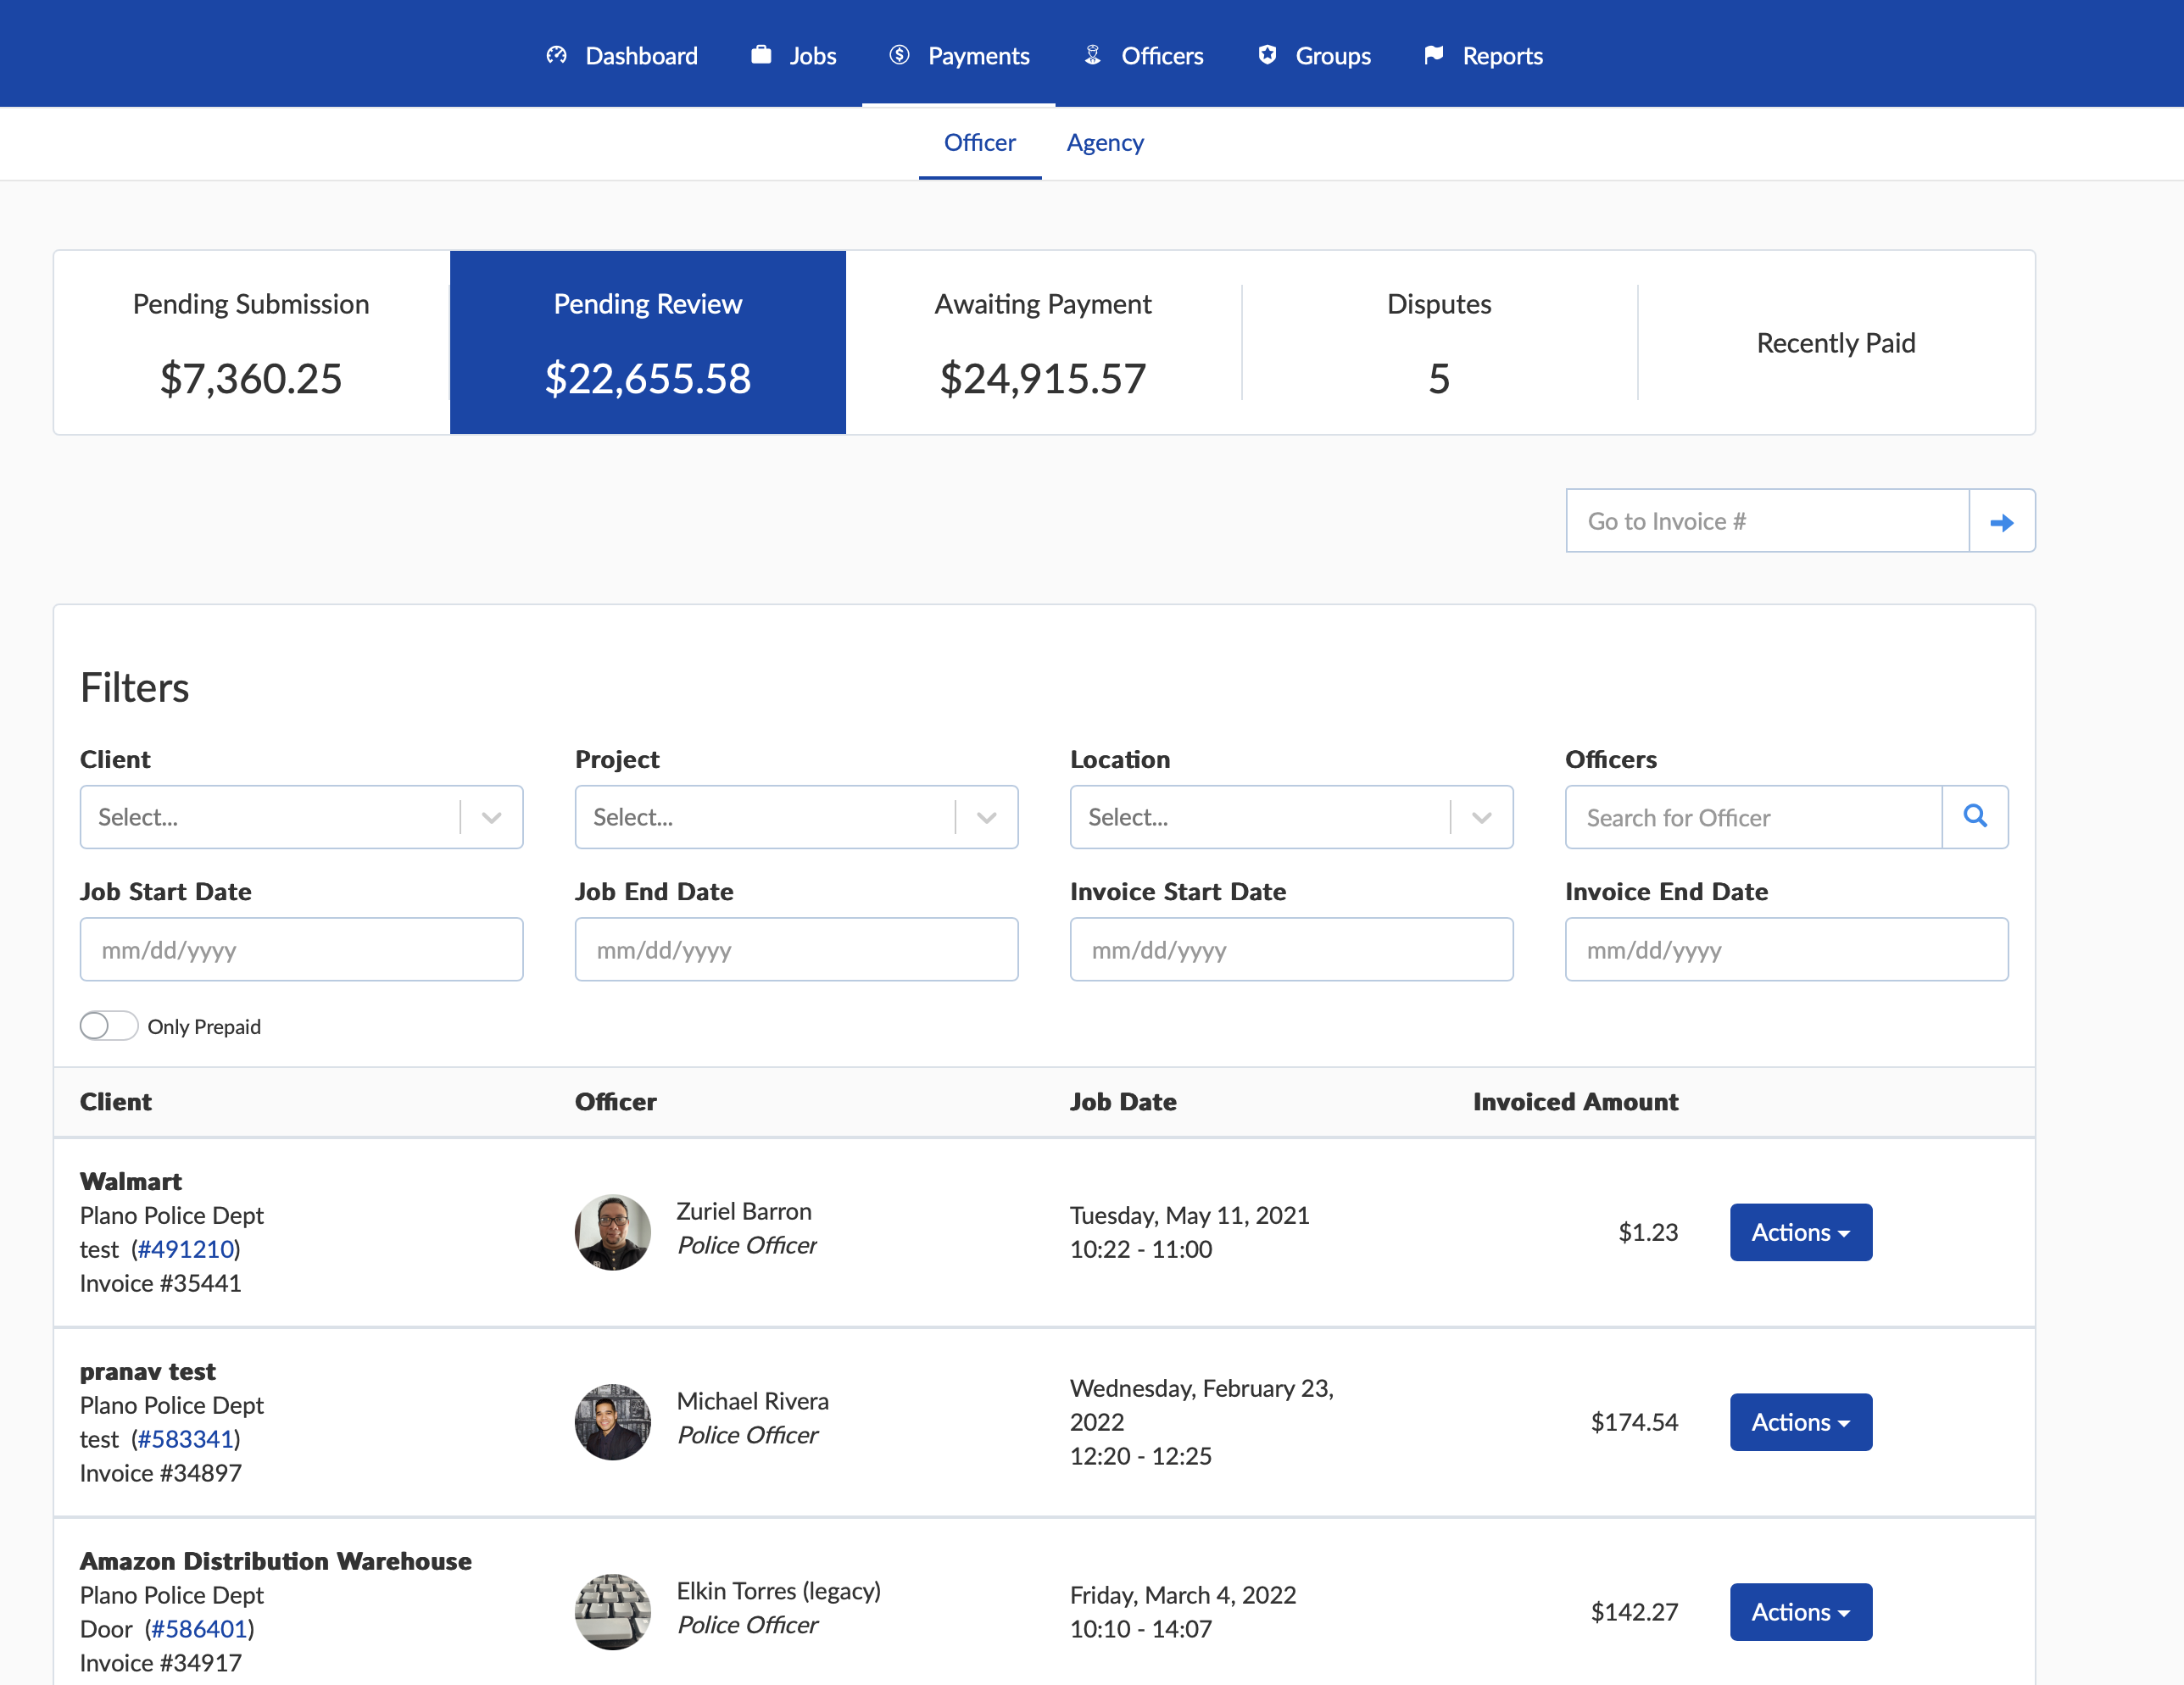 Dashboard Jobs Payments Officers Groups Reports
Officer Agency
Pending Submission
$7,360.25
Pending Review
$22,655.58
Awaiting Payment
$24,915.57
Disputes
5
Recently Paid
Go to Invoice #
Filters
Client Project Location Officers
Select... Select... Select... Search for Officer
Job Start Date Job End Date Invoice Start Date Invoice End Date
mm/dd/yyyy mm/dd/yyyy mm/dd/yyyy mm/dd/yyyy
Only Prepaid
Client Officer Job Date Invoiced Amount
Walmart
Plano Police Dept
test (#491210)
Invoice #35441
Zuriel Barron
Police Officer
Tuesday, May 11, 2021
10:22 - 11:00
$1.23
Actions
pranav test
Plano Police Dept
test (#583341)
Invoice #34897
Michael Rivera
Police Officer
Wednesday, February 23,
2022
12:20 - 12:25
$174.54
Actions
Amazon Distribution Warehouse
Plano Police Dept
Door (#586401)
Invoice #34917
Elkin Torres (legacy)
Police Officer
Friday, March 4, 2022
10:10 - 14:07
$142.27
Actions